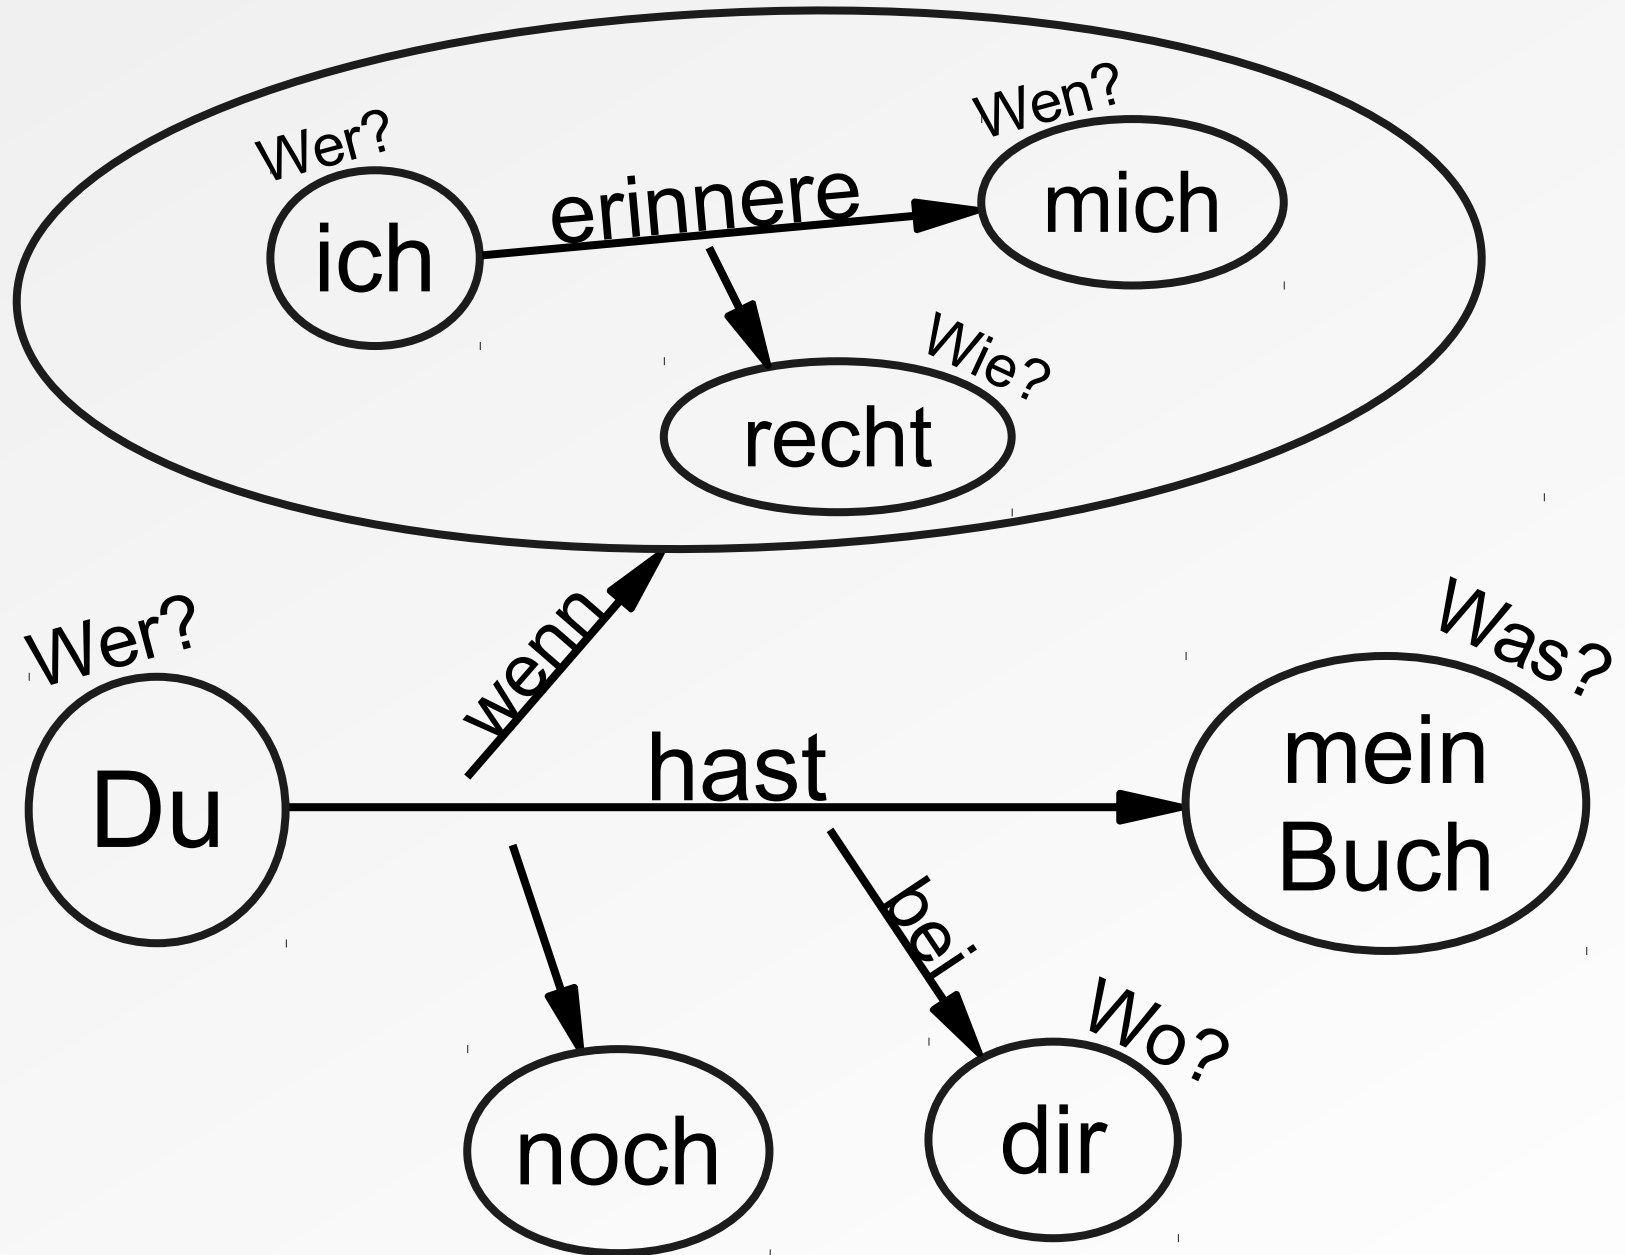 Wen?
Wer?
erinnere
mich
ich
Wie?
recht
wenn
Was?
Wer?
hast
mein
Du
Buch
bei
Wo?
noch
dir